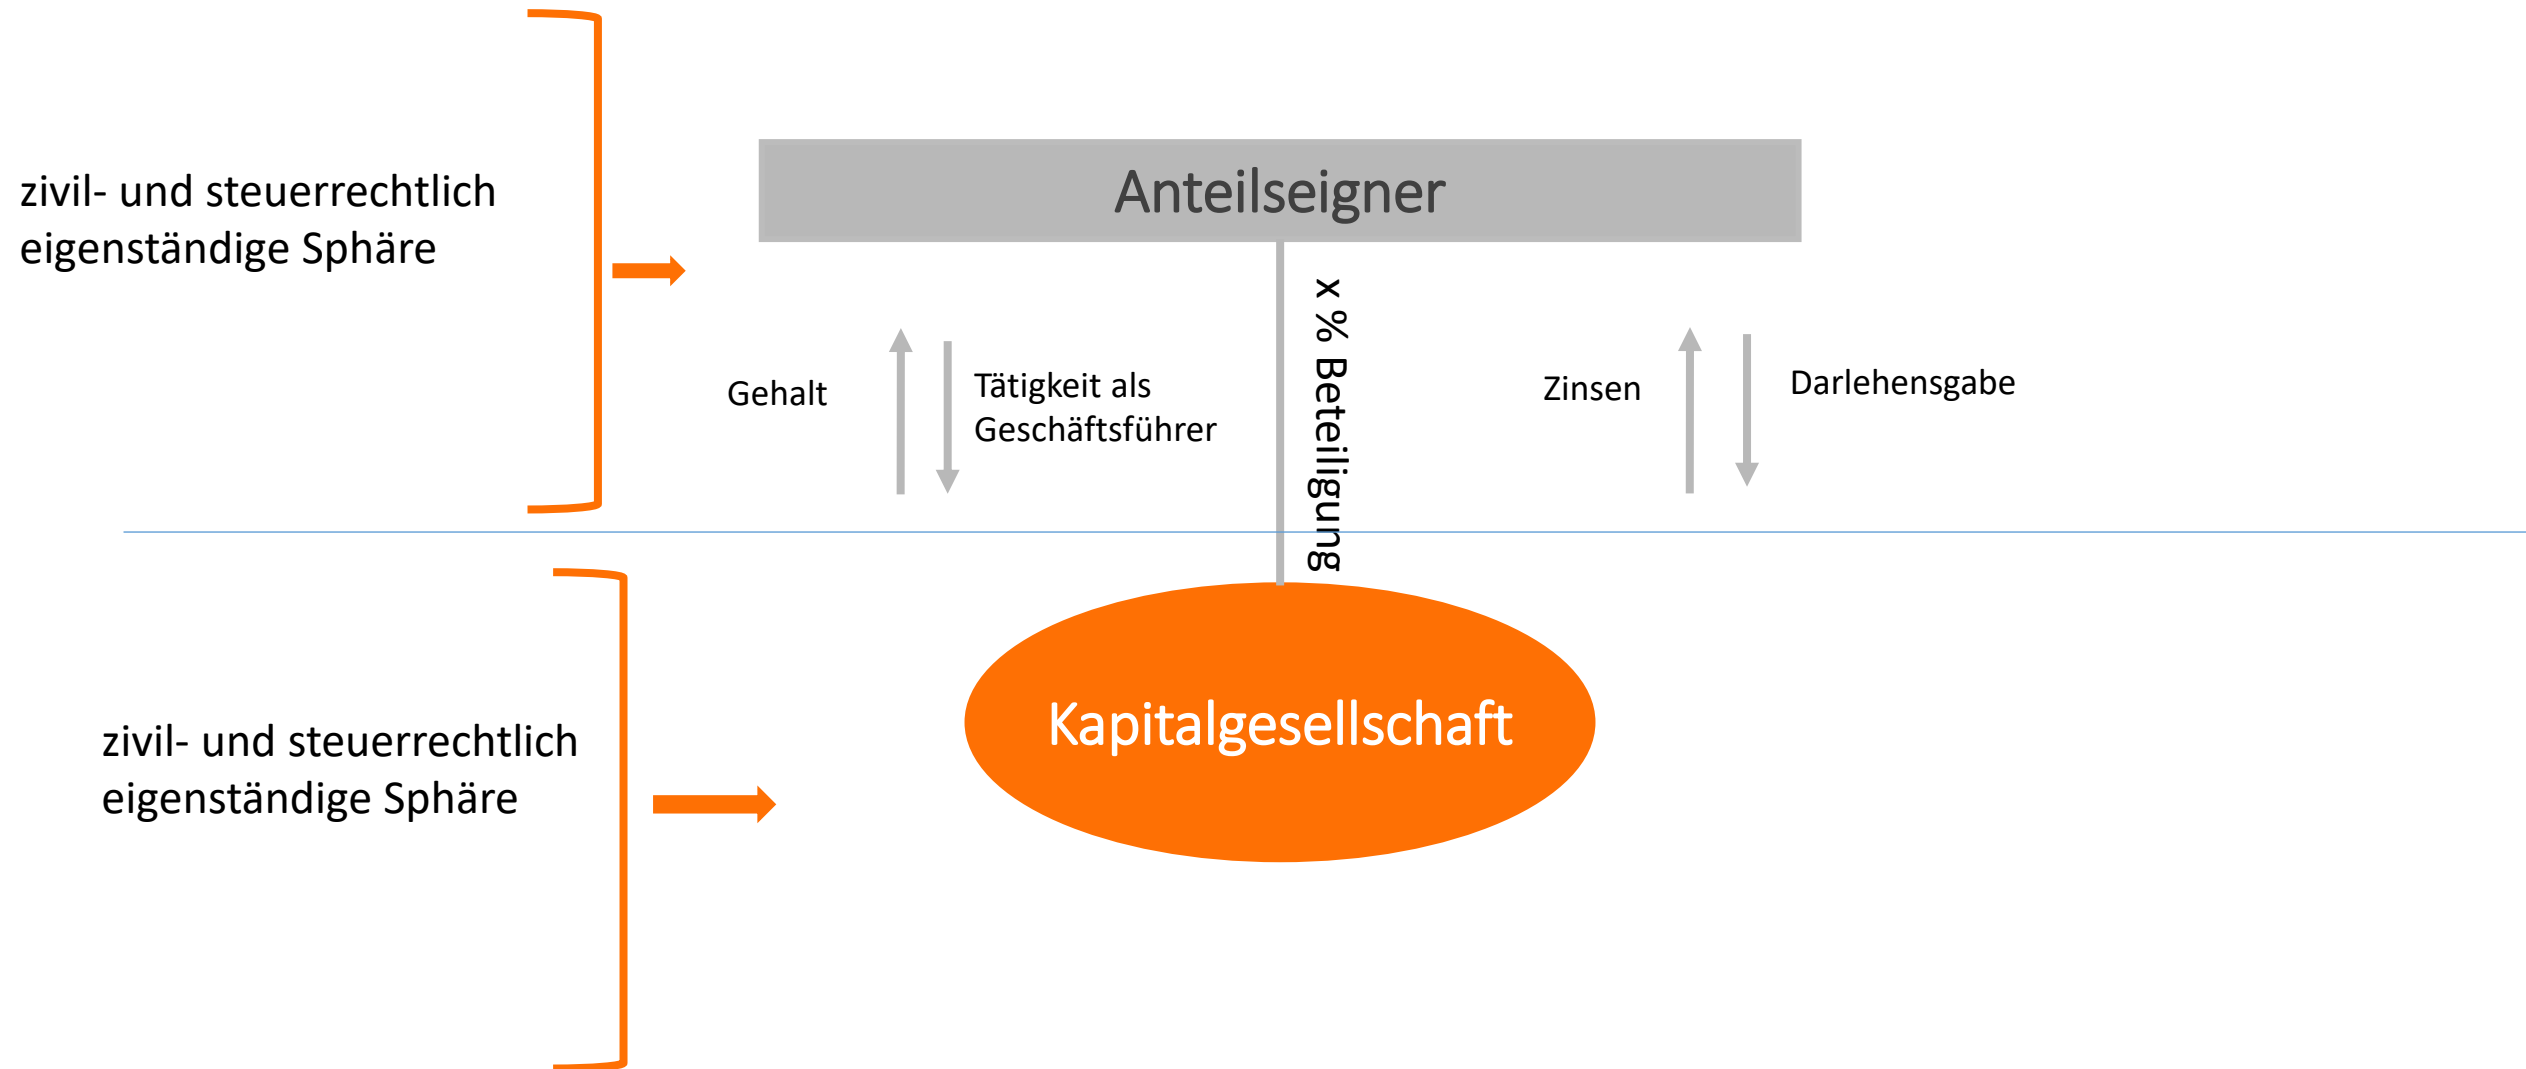 zivil- und steuerrechtlich
eigenständige Sphäre
Anteilseigner
x % Beteiligung
Gehalt
Tätigkeit als
Geschäftsführer
Zinsen
Darlehensgabe
zivil- und steuerrechtlich
eigenständige Sphäre
Kapitalgesellschaft